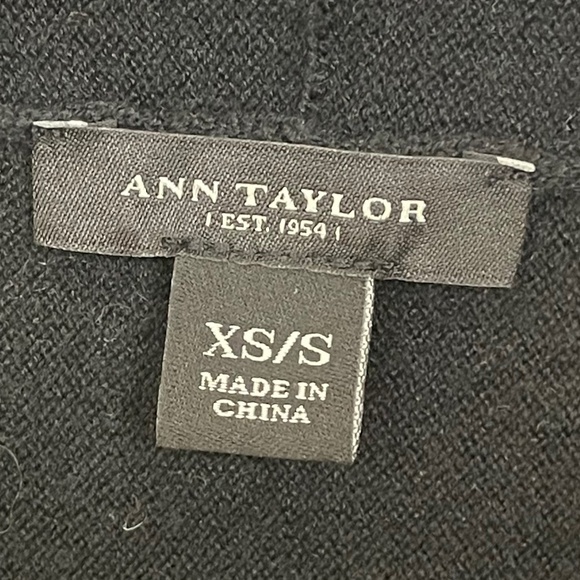 ANN TAYLOR
| EST. 1954 |
XS/S
MADE IN
CHINA